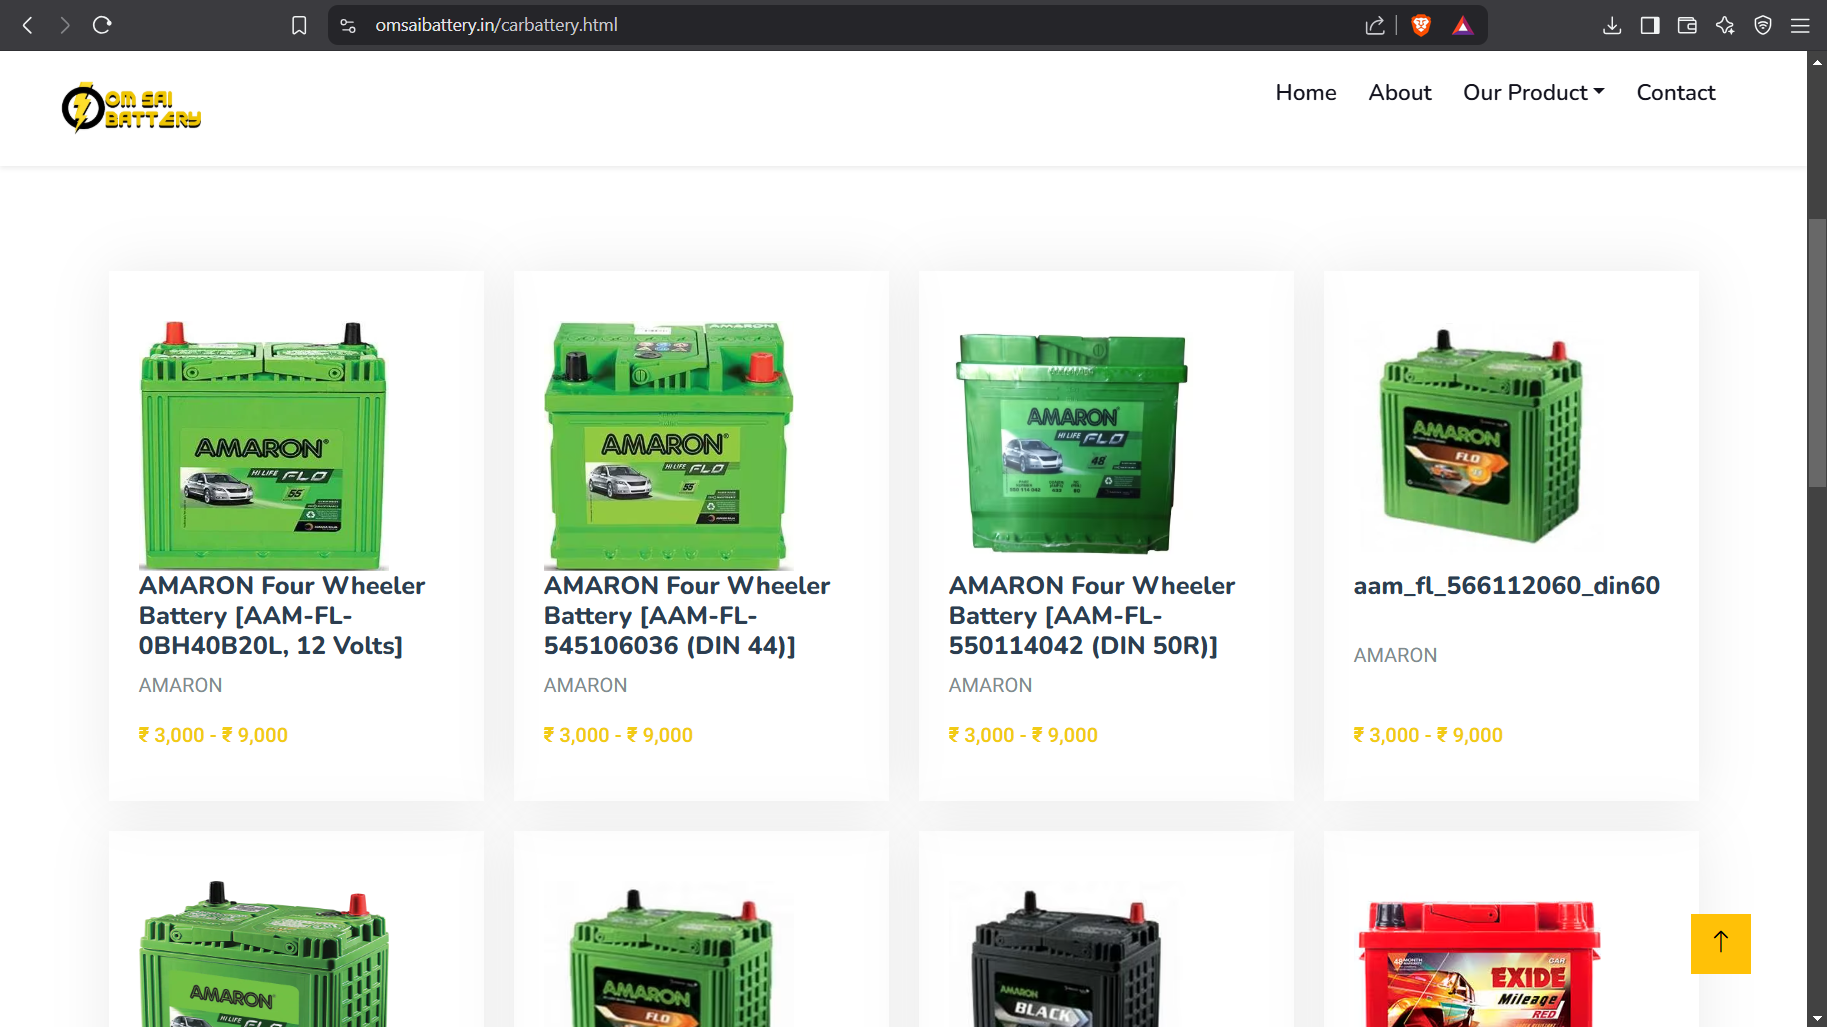 omsaibattery.in/carbattery.html
OM SAI
BATTERY
Home About Our Product Contact
AMARON
HI LIFE FLO
55
AMARON
AMARON
HI LIFE FLO
55
AMARON
HI LIFE FLO
48
AMARON
FLO
AMARON Four Wheeler
Battery [AAM-FL-
0BH40B20L, 12 Volts]
AMARON
₹ 3,000 - ₹ 9,000
AMARON Four Wheeler
Battery [AAM-FL-
545106036 (DIN 44)]
AMARON
₹ 3,000 - ₹ 9,000
AMARON Four Wheeler
Battery [AAM-FL-
550114042 (DIN 50R)]
AMARON
₹ 3,000 - ₹ 9,000
aam_fl_566112060_din60
AMARON
₹ 3,000 - ₹ 9,000
AMARON
HI LIFE FLO
AMARON
FLO
AMARON
BLACK
CAR
EXIDE
Mileage
RED